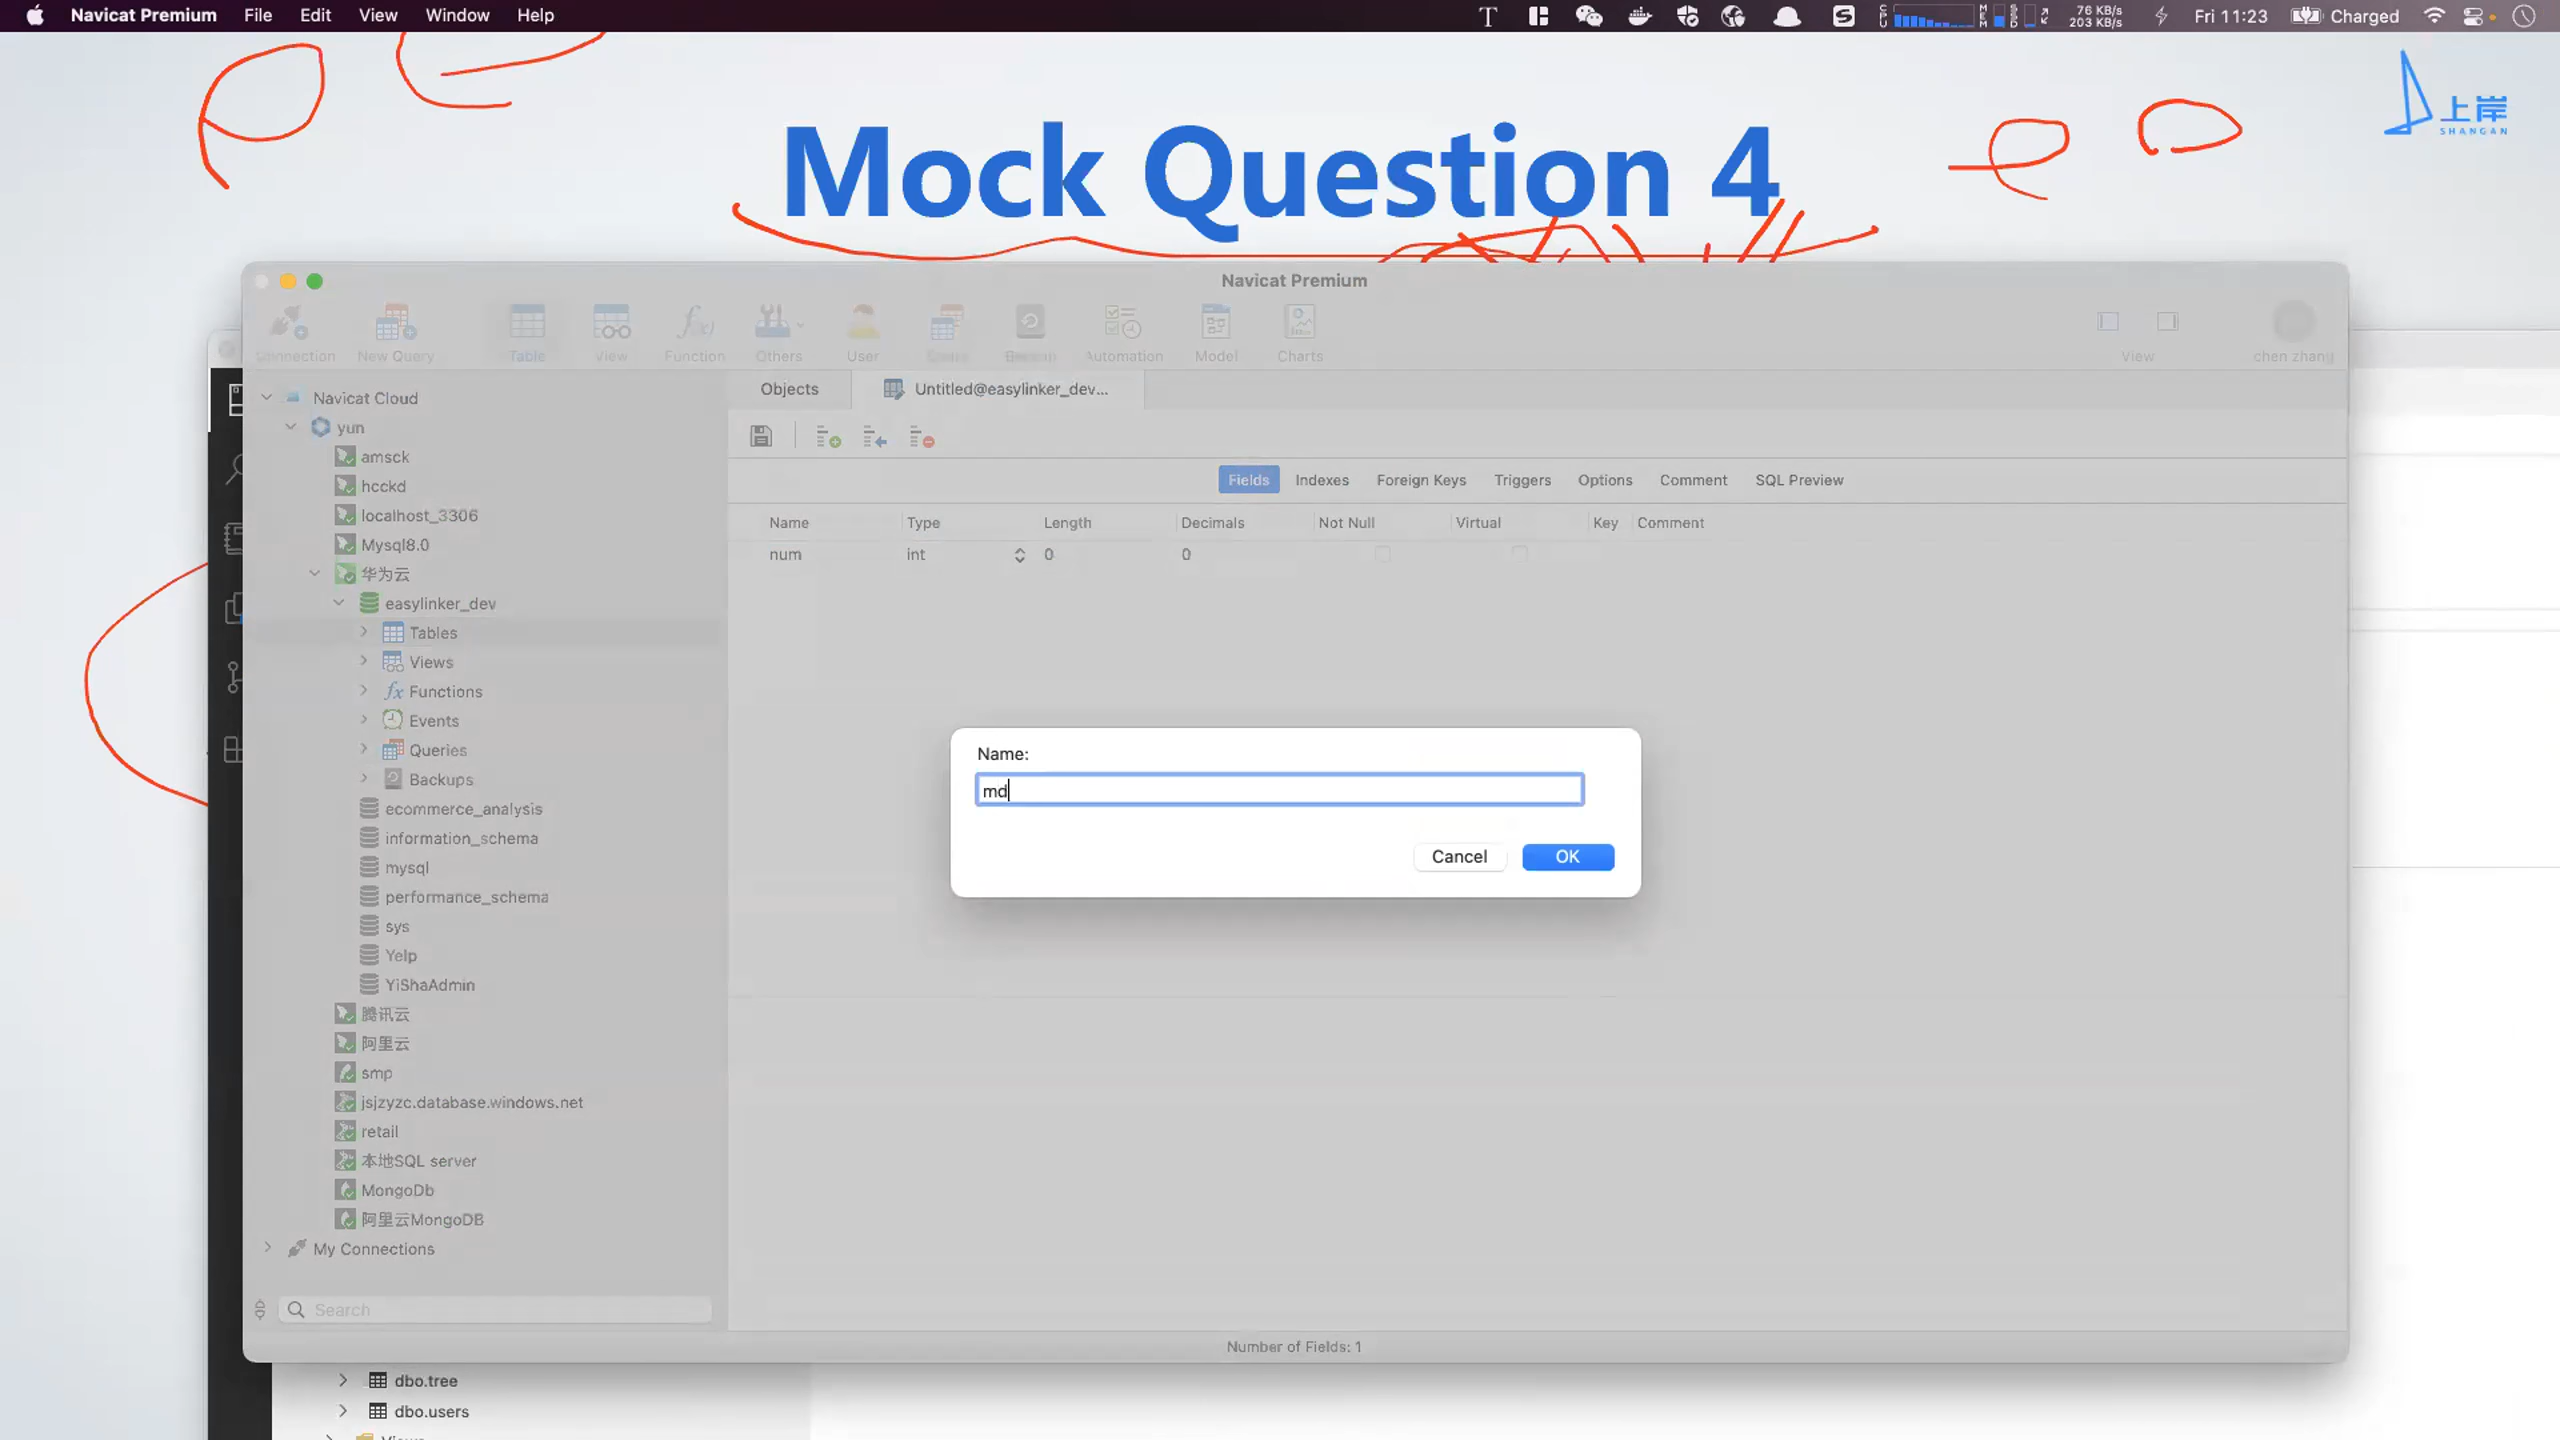 Navicat Premium File Edit View Window Help
76 KB/s
203 KB/s
Fri 11:23 Charged
Mock Question 4
上岸
SHANGAN
Navicat Premium
New Query Table View Function Others User Automation Model Charts View chen zhang
Objects Untitled@easylinker_dev...
Fields Indexes Foreign Keys Triggers Options Comment SQL Preview
Name Type Length Decimals Not Null Virtual Key Comment
num int 0 0
Navicat Cloud
yun
amsck
hcckd
localhost_3306
Mysql8.0
华为云
easylinker_dev
Tables
Views
Functions
Events
Queries
Backups
ecommerce_analysis
information_schema
mysql
performance_schema
sys
Yelp
YiShaAdmin
腾讯云
阿里云
smp
jsjzyzc.database.windows.net
retail
本地SQL server
MongoDb
阿里云MongoDB
My Connections
Search
Name:
md
Cancel OK
Number of Fields: 1
dbo.tree
dbo.users